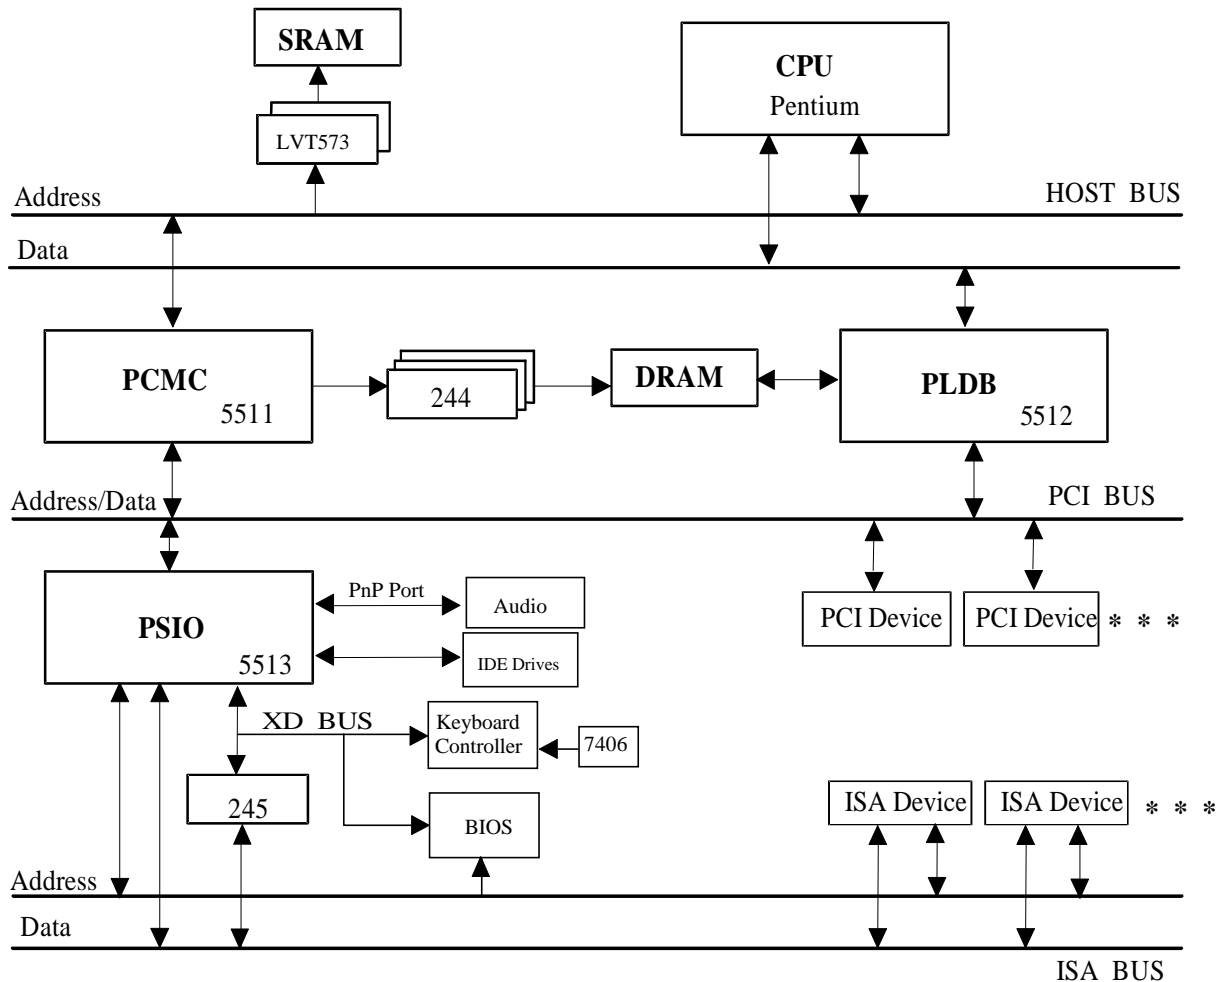 SRAM
CPU
Pentium
LVT573
Address
HOST BUS
Data
PCMC
5511
244
DRAM
PLDB
5512
Address/Data
PCI BUS
PSIO
5513
PnP Port
Audio
IDE Drives
PCI Device
PCI Device
* * *
XD BUS
Keyboard
Controller
7406
245
BIOS
ISA Device
ISA Device
* * *
Address
Data
ISA BUS